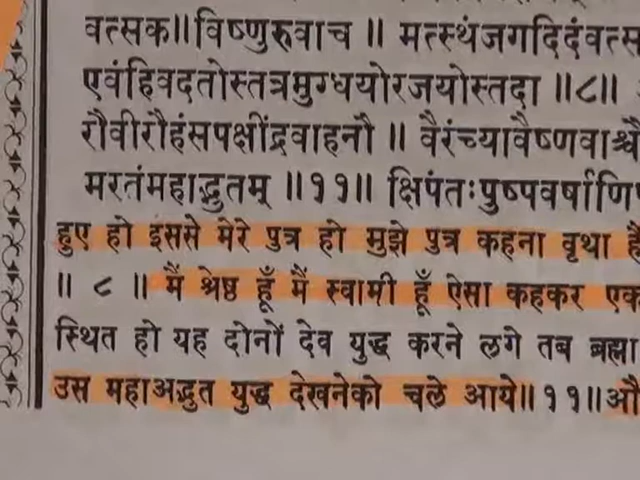 वत्सक॥विष्णुरुवाच ॥ मत्स्थंजगदिदंवत्स
एवंहिवदतोस्तत्रमुग्धयोरजयोस्तदा ॥८॥
रौवीरौहंसपक्षींद्रवाहनौ ॥ वैरंच्यावैष्णवाश्चै
मरतंमहाद्भुतम् ॥११॥ क्षिपंतःपुष्पवर्षाणि
हुए हो इससे मेरे पुत्र हो मुझे पुत्र कहना वृथा है
॥ ८ ॥ मैं श्रेष्ठ हूँ मैं स्वामी हूँ ऐसा कहकर एक
स्थित हो यह दोनों देव युद्ध करने लगे तब ब्रह्मा
उस महाअद्भुत युद्ध देखनेको चले आये॥११॥औ